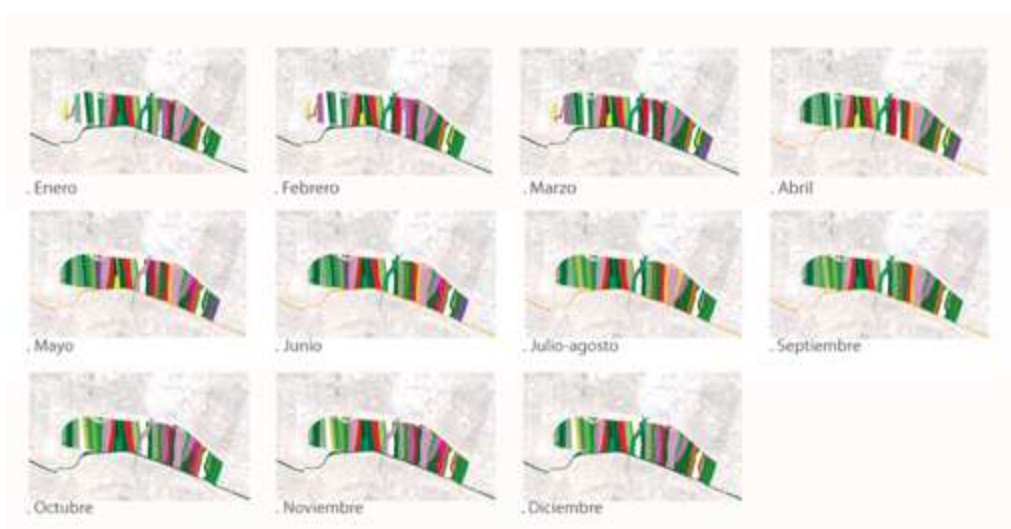 . Enero
. Febrero
. Marzo
. Abril
. Mayo
. Junio
. Julio-agosto
. Septiembre
. Octubre
. Noviembre
. Diciembre